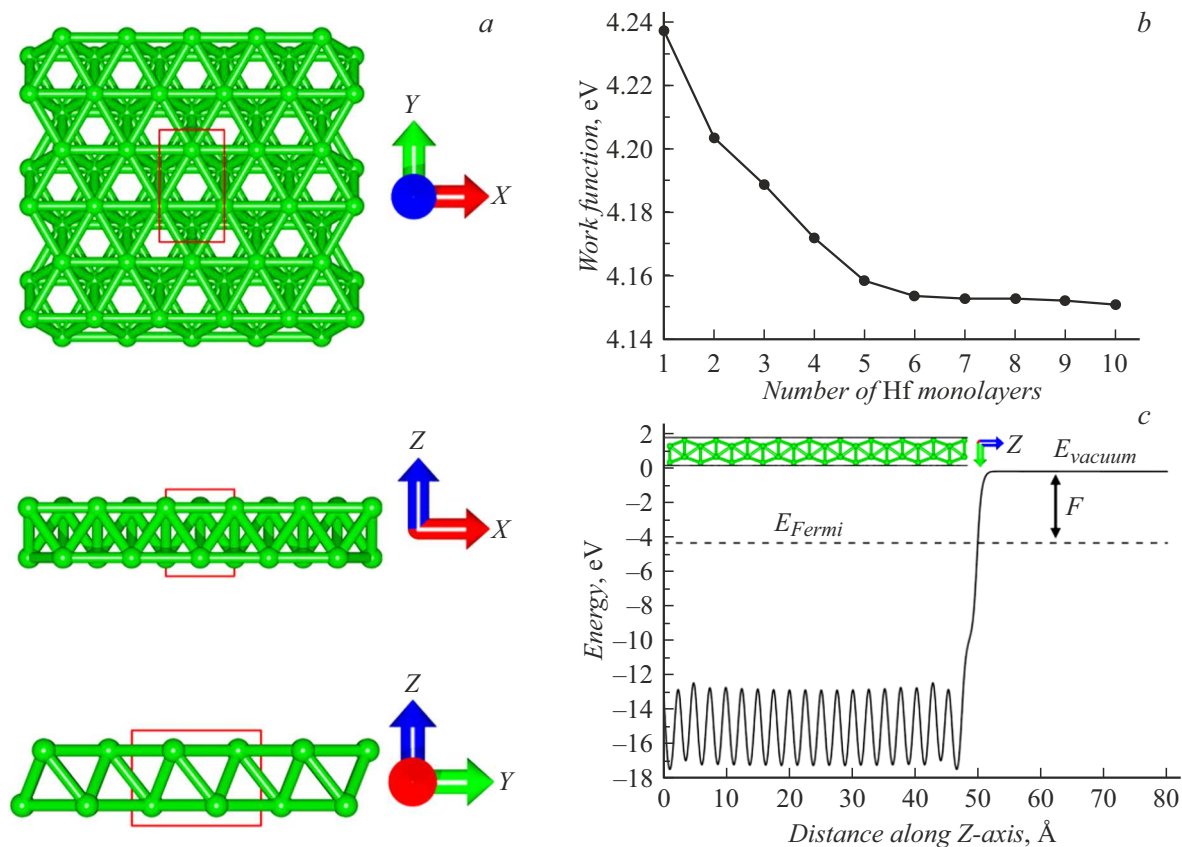 a
Y
X
Z
X
Z
Y
b
4.24
4.22
4.20
4.18
4.16
4.14
Work function, eV
1 2 3 4 5 6 7 8 9 10
Number of Hf monolayers
c
2
0
−2
−4
−6
−8
−10
−12
−14
−16
−18
Energy, eV
Z
E_vacuum
F
E_Fermi
0 10 20 30 40 50 60 70 80
Distance along Z-axis, Å